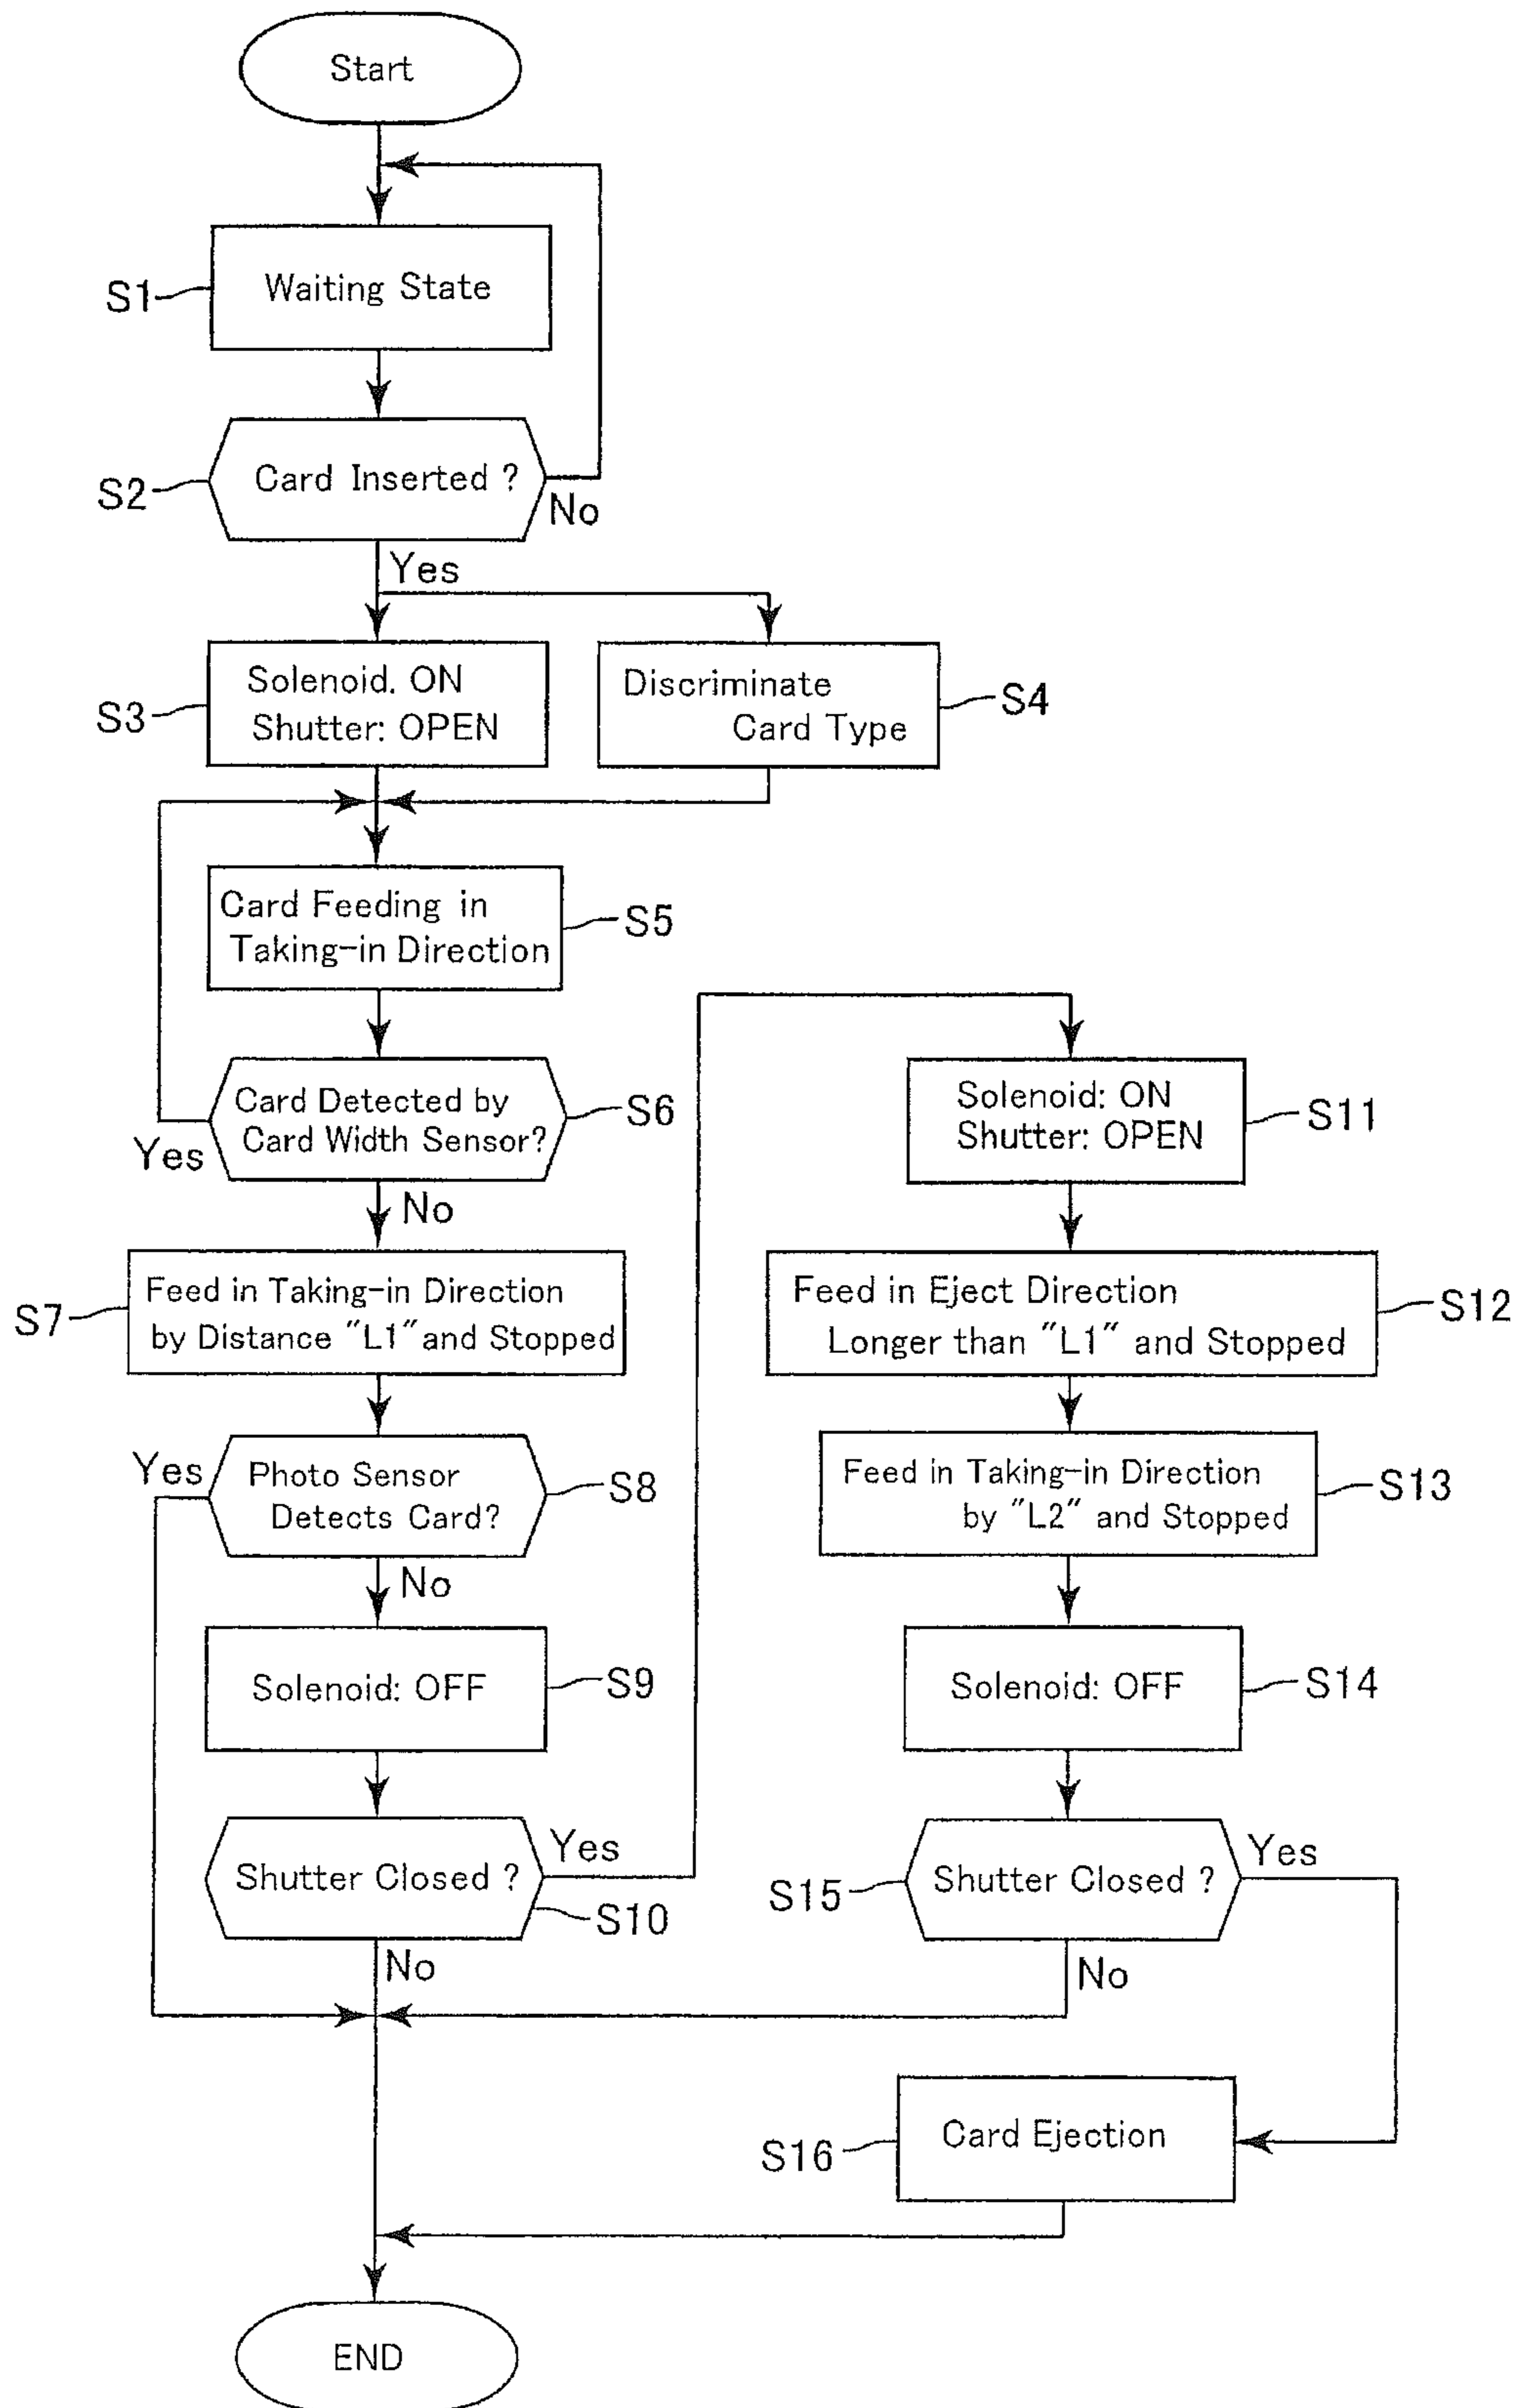 Start
S1
Waiting State
S2
Card Inserted ?
No
Yes
S3
Solenoid. ON
Shutter: OPEN
Discriminate
Card Type
S4
Card Feeding in
Taking-in Direction
S5
Card Detected by
Card Width Sensor?
S6
Yes
No
S7
Feed in Taking-in Direction
by Distance "L1" and Stopped
Yes
Photo Sensor
Detects Card?
S8
No
Solenoid: OFF
S9
Shutter Closed ?
Yes
S10
No
Solenoid: ON
Shutter: OPEN
S11
Feed in Eject Direction
Longer than "L1" and Stopped
S12
Feed in Taking-in Direction
by "L2" and Stopped
S13
Solenoid: OFF
S14
S15
Shutter Closed ?
Yes
No
S16
Card Ejection
END